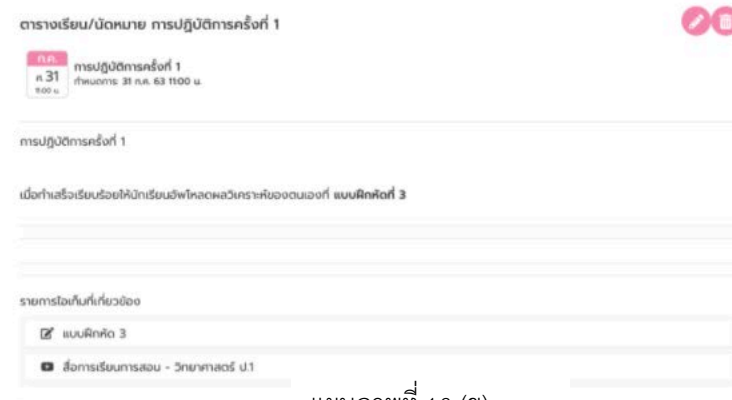 ตารางเรียน/นัดหมาย การปฏิบัติการครั้งที่ 1
ก.ค.
ศ. 31
11:00 น.
การปฏิบัติการครั้งที่ 1
กำหนดการ: 31 ก.ค. 63 11:00 น.
การปฏิบัติการครั้งที่ 1
เมื่อทำเสร็จเรียบร้อยให้นักเรียนอัพโหลดผลวิเคราะห์ของตนเองที่ แบบฝึกหัดที่ 3
รายการไอเท็มที่เกี่ยวข้อง
แบบฝึกหัด 3
สื่อการเรียนการสอน - วิทยาศาสตร์ ป.1